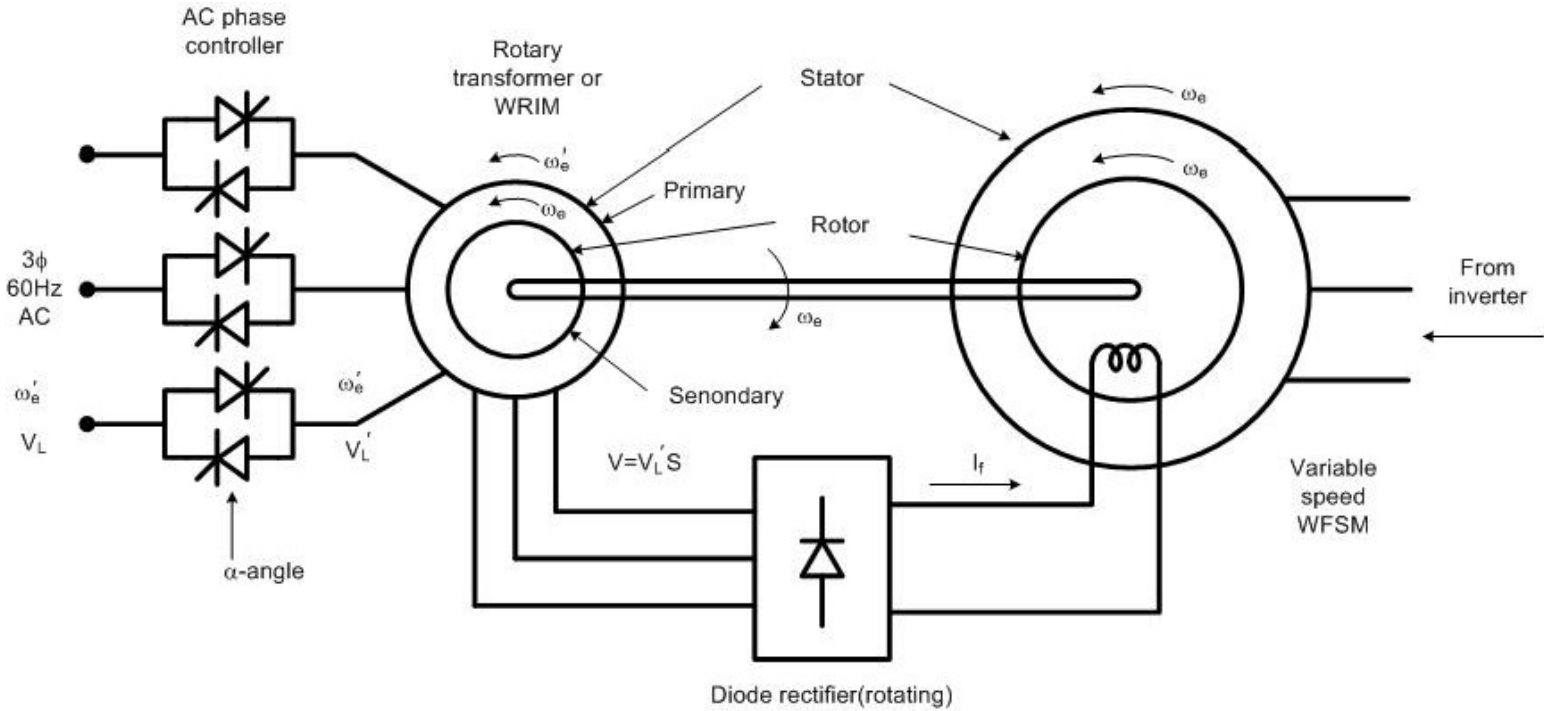 AC phase
controller
Rotary
transformer or
WRIM
Stator
ωe
ωe
ωe'
ωe
Primary
Rotor
3ϕ
60Hz
AC
From
inverter
ωe
ωe'
VL
ωe'
VL'
Senondary
V=VL'S
If
Variable
speed
WFSM
α-angle
Diode rectifier(rotating)